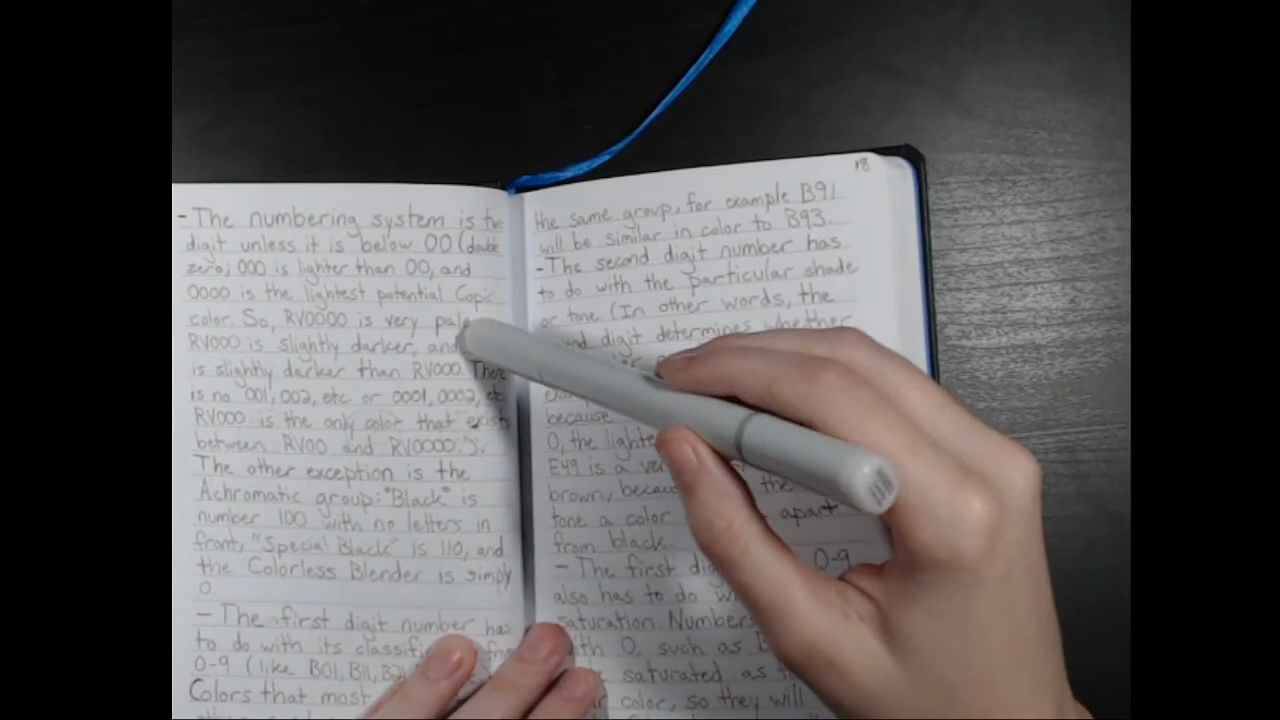 - The numbering system is
digit unless it is below 00 (double
zero; 000 is lighter than 00, and
0000 is the lightest potential Copic
color. So, RV0000 is very pale
RV000 is slightly darker, and
is slightly darker than RV000. There
is no 001, 002, etc or 0001, 0002, etc
RV000 is the only color that exists
between RV00 and RV0000.).
The other exception is the
Achromatic group: "Black" is
number 100 with no letters in
front, "Special Black" is 110, and
the Colorless Blender is simply
0.
- The first digit number has
to do with its
0-9 (like B01, B11, B21
Colors that most
18
the same group, for example B91
will be similar in color to B93.
- The second digit number has
to do with the particular shade
or tone. (In other words, the
digit determines whether
because
0, the
E49 is a
brown, the
tone a color apart
from black.
- The first 0-9
also has to do
saturation. Numbers
with 0, such as
saturated as
color, so they will